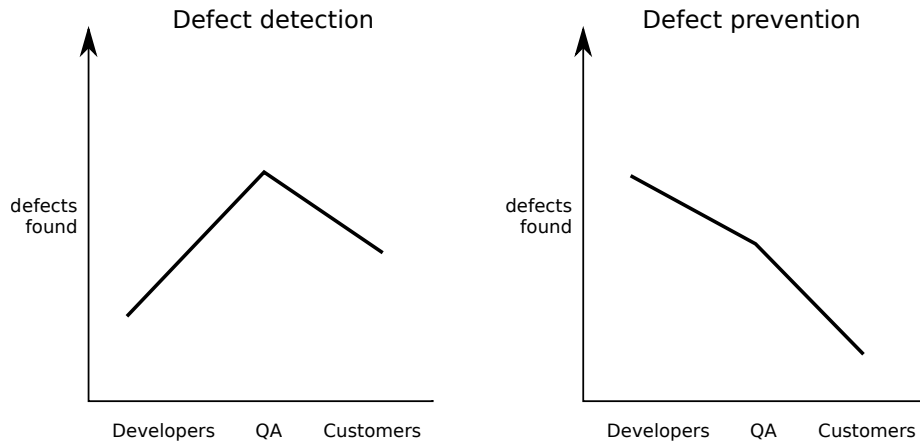 Defect detection
defects
found
Developers QA Customers
Defect prevention
defects
found
Developers QA Customers